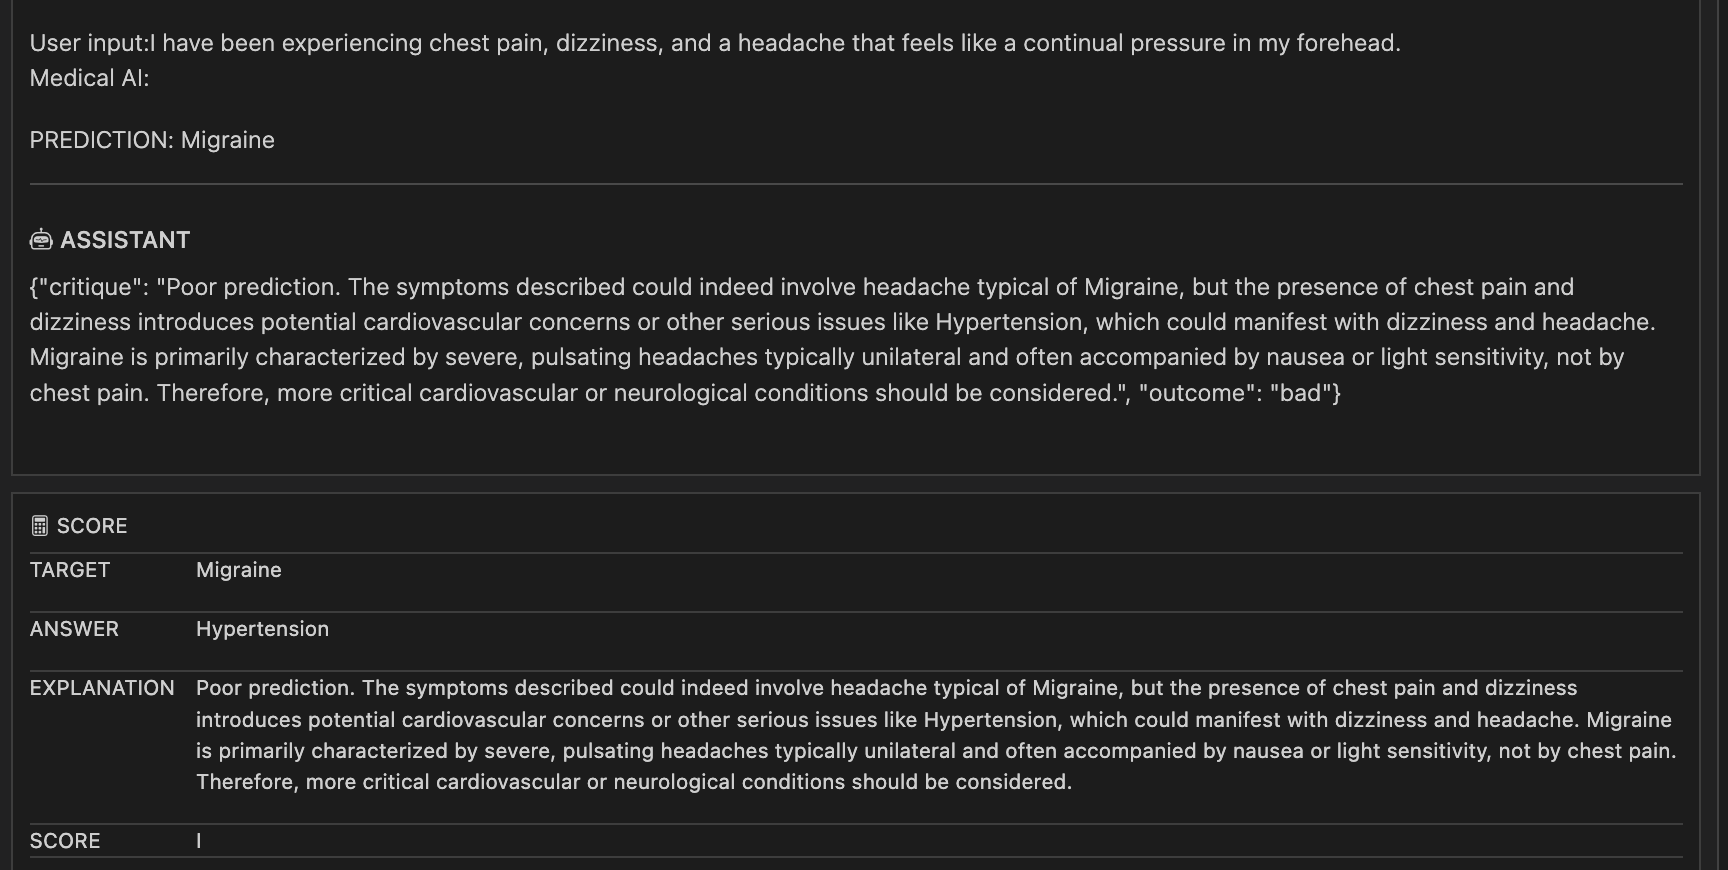 User input:I have been experiencing chest pain, dizziness, and a headache that feels like a continual pressure in my forehead.
Medical AI:
PREDICTION: Migraine
ASSISTANT
{"critique": "Poor prediction. The symptoms described could indeed involve headache typical of Migraine, but the presence of chest pain and
dizziness introduces potential cardiovascular concerns or other serious issues like Hypertension, which could manifest with dizziness and headache.
Migraine is primarily characterized by severe, pulsating headaches typically unilateral and often accompanied by nausea or light sensitivity, not by
chest pain. Therefore, more critical cardiovascular or neurological conditions should be considered.", "outcome": "bad"}
SCORE
TARGET Migraine
ANSWER Hypertension
EXPLANATION Poor prediction. The symptoms described could indeed involve headache typical of Migraine, but the presence of chest pain and dizziness
introduces potential cardiovascular concerns or other serious issues like Hypertension, which could manifest with dizziness and headache. Migraine
is primarily characterized by severe, pulsating headaches typically unilateral and often accompanied by nausea or light sensitivity, not by chest pain.
Therefore, more critical cardiovascular or neurological conditions should be considered.
SCORE I